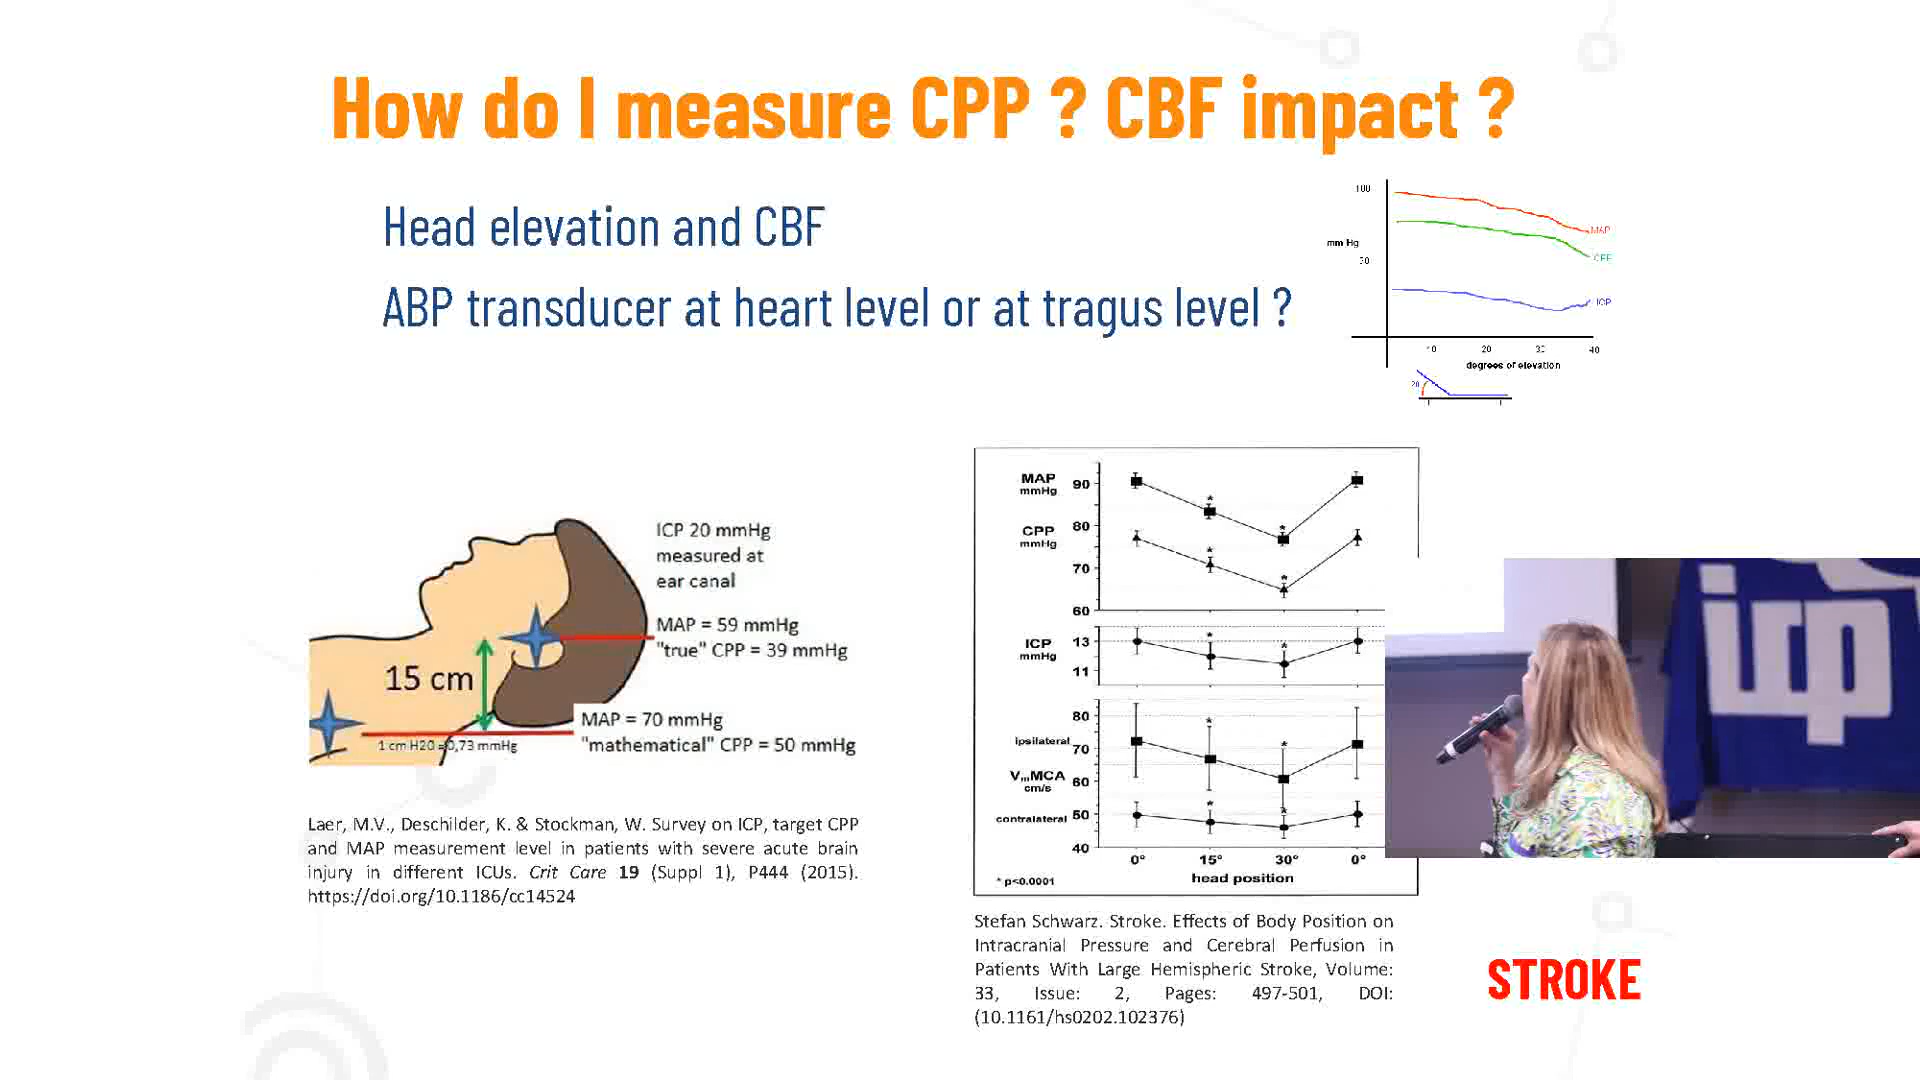 How do I measure CPP ? CBF impact ?
Head elevation and CBF
ABP transducer at heart level or at tragus level ?
100
mm Hg
MAP
ICP
20
30
40
degrees of elevation
20
ICP 20 mmHg
measured at
ear canal
MAP = 59 mmHg
"true" CPP = 39 mmHg
15 cm
MAP = 70 mmHg
"mathematical" CPP = 50 mmHg
1 cm H20 =0,73 mmHg
Laer, M.V., Deschilder, K. & Stockman, W. Survey on ICP, target CPP
and MAP measurement level in patients with severe acute brain
injury in different ICUs. Crit Care 19 (Suppl 1), P444 (2015).
https://doi.org/10.1186/cc14524
MAP
mmHg
90
CPP
mmHg
80
70
60
ICP
mmHg
13
11
80
ipsilateral
70
VmMCA
cm/s
60
contralateral
50
40
0° 15° 30° 0°
* p<0.0001
head position
Stefan Schwarz. Stroke. Effects of Body Position on
Intracranial Pressure and Cerebral Perfusion in
Patients With Large Hemispheric Stroke, Volume:
33, Issue: 2, Pages: 497-501, DOI:
(10.1161/hs0202.102376)
icp
STROKE